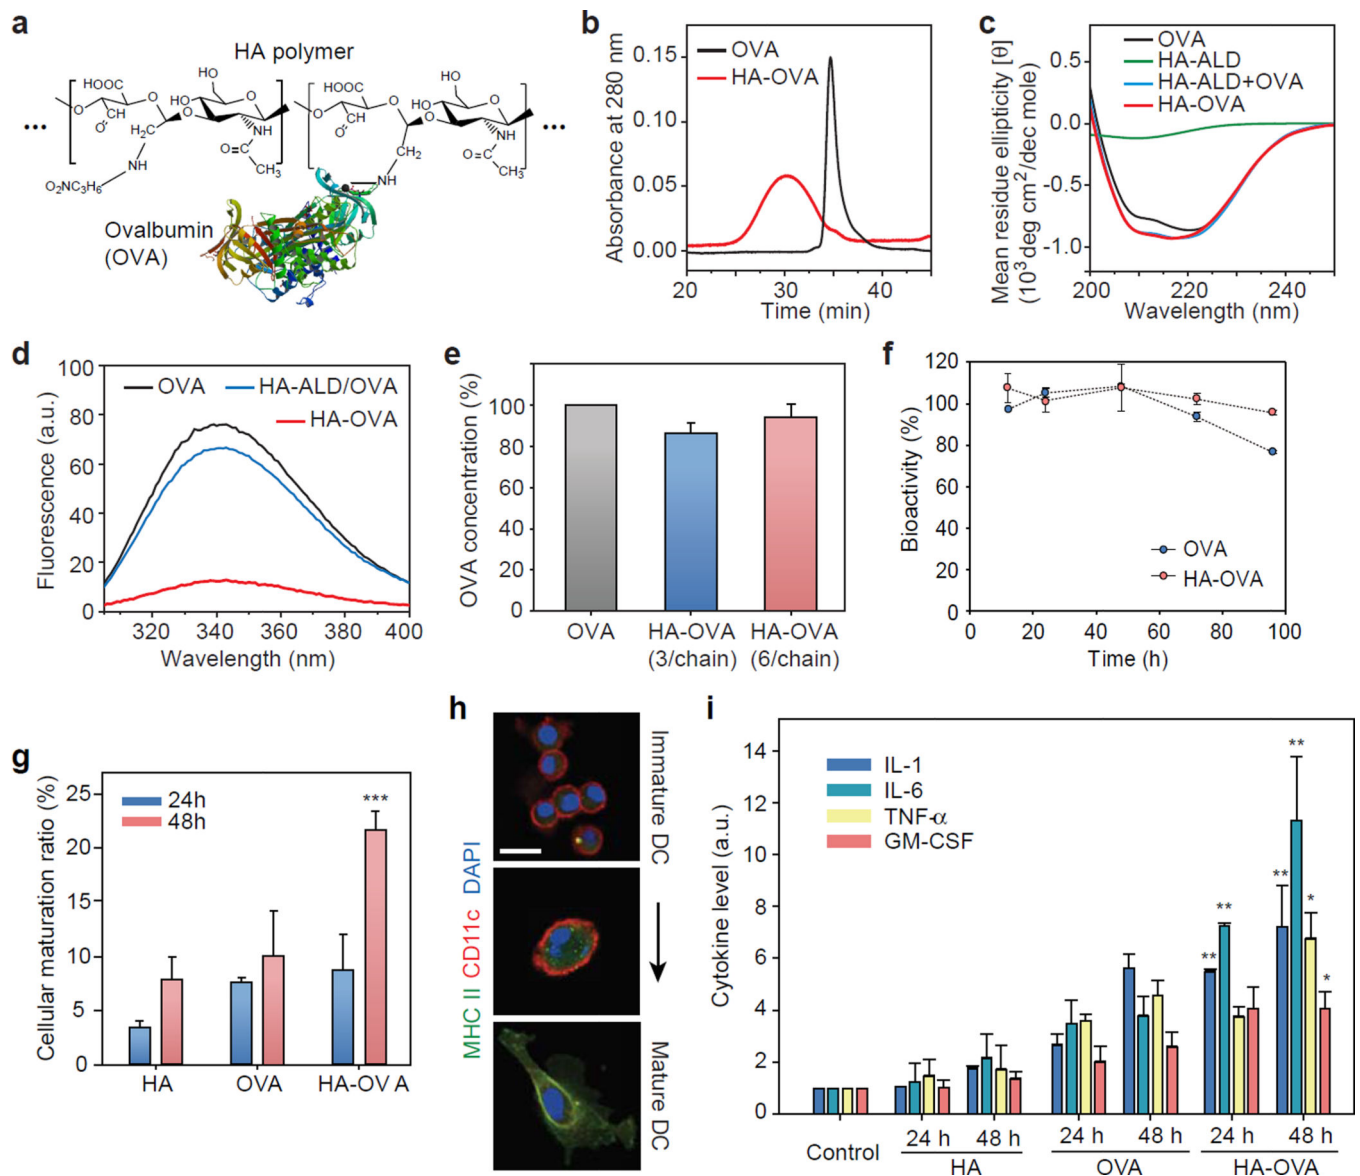 a
HA polymer
HOOC
HO
HOOC
HO
O
O
HO
O
O
O
HO
O
O
O
O
O
H₂C
NH
CH₂
NH
O
CH₃
O
CH₃
NH
NH
O₂NC₃H₆
Ovalbumin
(OVA)
b
Absorbance at 280 nm
0.15
0.10
0.05
0.00
OVA
HA-OVA
20
30
40
Time (min)
c
Mean residue ellipticity [θ]
(10³ deg cm²/dec mole)
0.5
0.0
-0.5
-1.0
OVA
HA-ALD
HA-ALD+OVA
HA-OVA
200
220
240
Wavelength (nm)
d
Fluorescence (a.u.)
100
80
60
40
20
0
OVA
HA-ALD/OVA
HA-OVA
320
340
360
380
400
Wavelength (nm)
e
OVA concentration (%)
100
80
60
40
20
0
OVA
HA-OVA
(3/chain)
HA-OVA
(6/chain)
f
Bioactivity (%)
120
100
80
60
40
20
0
OVA
HA-OVA
0
20
40
60
80
100
Time (h)
g
Cellular maturation ratio (%)
25
20
15
10
5
0
24h
48h
***
HA
OVA
HA-OV A
h
MHC II CD11c DAPI
Immature DC
Mature DC
i
Cytokine level (a.u.)
14
12
10
8
6
4
2
0
IL-1
IL-6
TNF-α
GM-CSF
**
**
**
**
*
*
Control
24 h
48 h
24 h
48 h
24 h
48 h
HA
OVA
HA-OVA